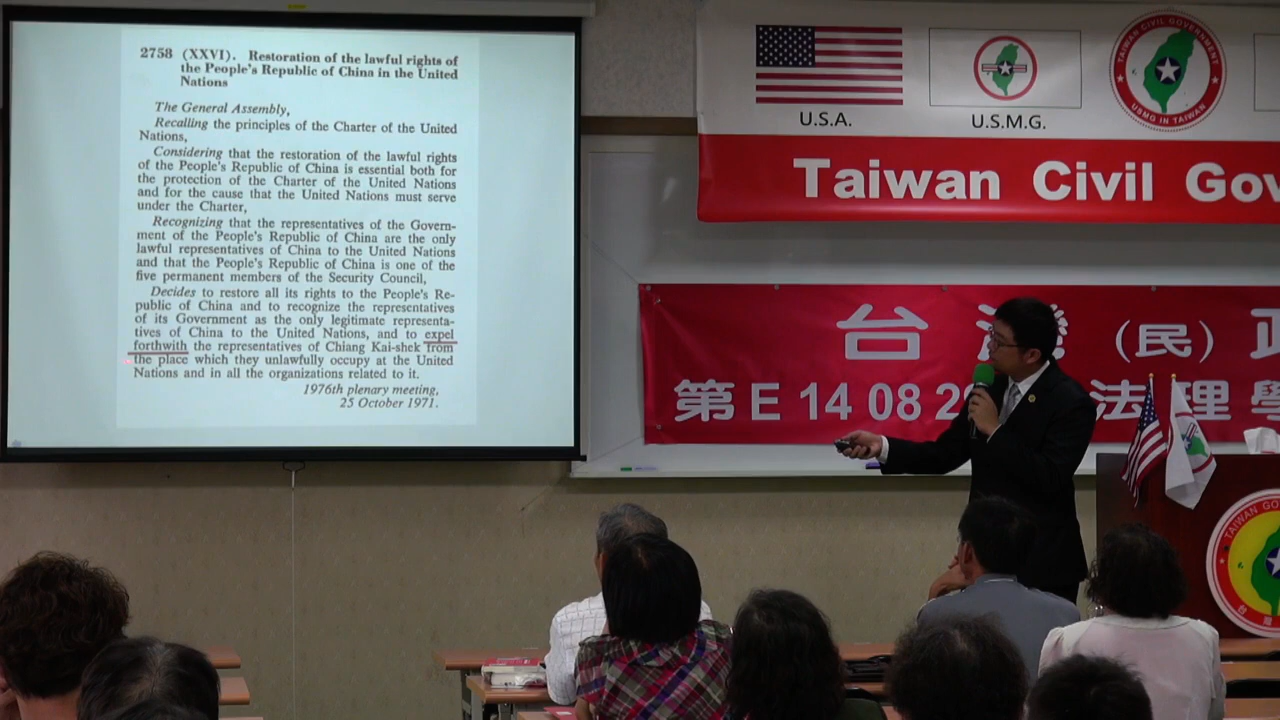 2758 (XXVI). Restoration of the lawful rights of
the People's Republic of China in the United
Nations
The General Assembly,
Recalling the principles of the Charter of the United
Nations,
Considering that the restoration of the lawful rights
of the People's Republic of China is essential both for
the protection of the Charter of the United Nations
and for the cause that the United Nations must serve
under the Charter,
Recognizing that the representatives of the Govern-
ment of the People's Republic of China are the only
lawful representatives of China to the United Nations
and that the People's Republic of China is one of the
five permanent members of the Security Council,
Decides to restore all its rights to the People's Re-
public of China and to recognize the representatives
of its Government as the only legitimate representa-
tives of China to the United Nations, and to expel
forthwith the representatives of Chiang Kai-shek from
the place which they unlawfully occupy at the United
Nations and in all the organizations related to it.
1976th plenary meeting,
25 October 1971.
U.S.A.
U.S.M.G.
TAIWAN CIVIL GOVERNMENT
USMG IN TAIWAN
Taiwan Civil Gov
台 (民) 政
第 E 14 08 2 法 理 學
TAIWAN GO
台